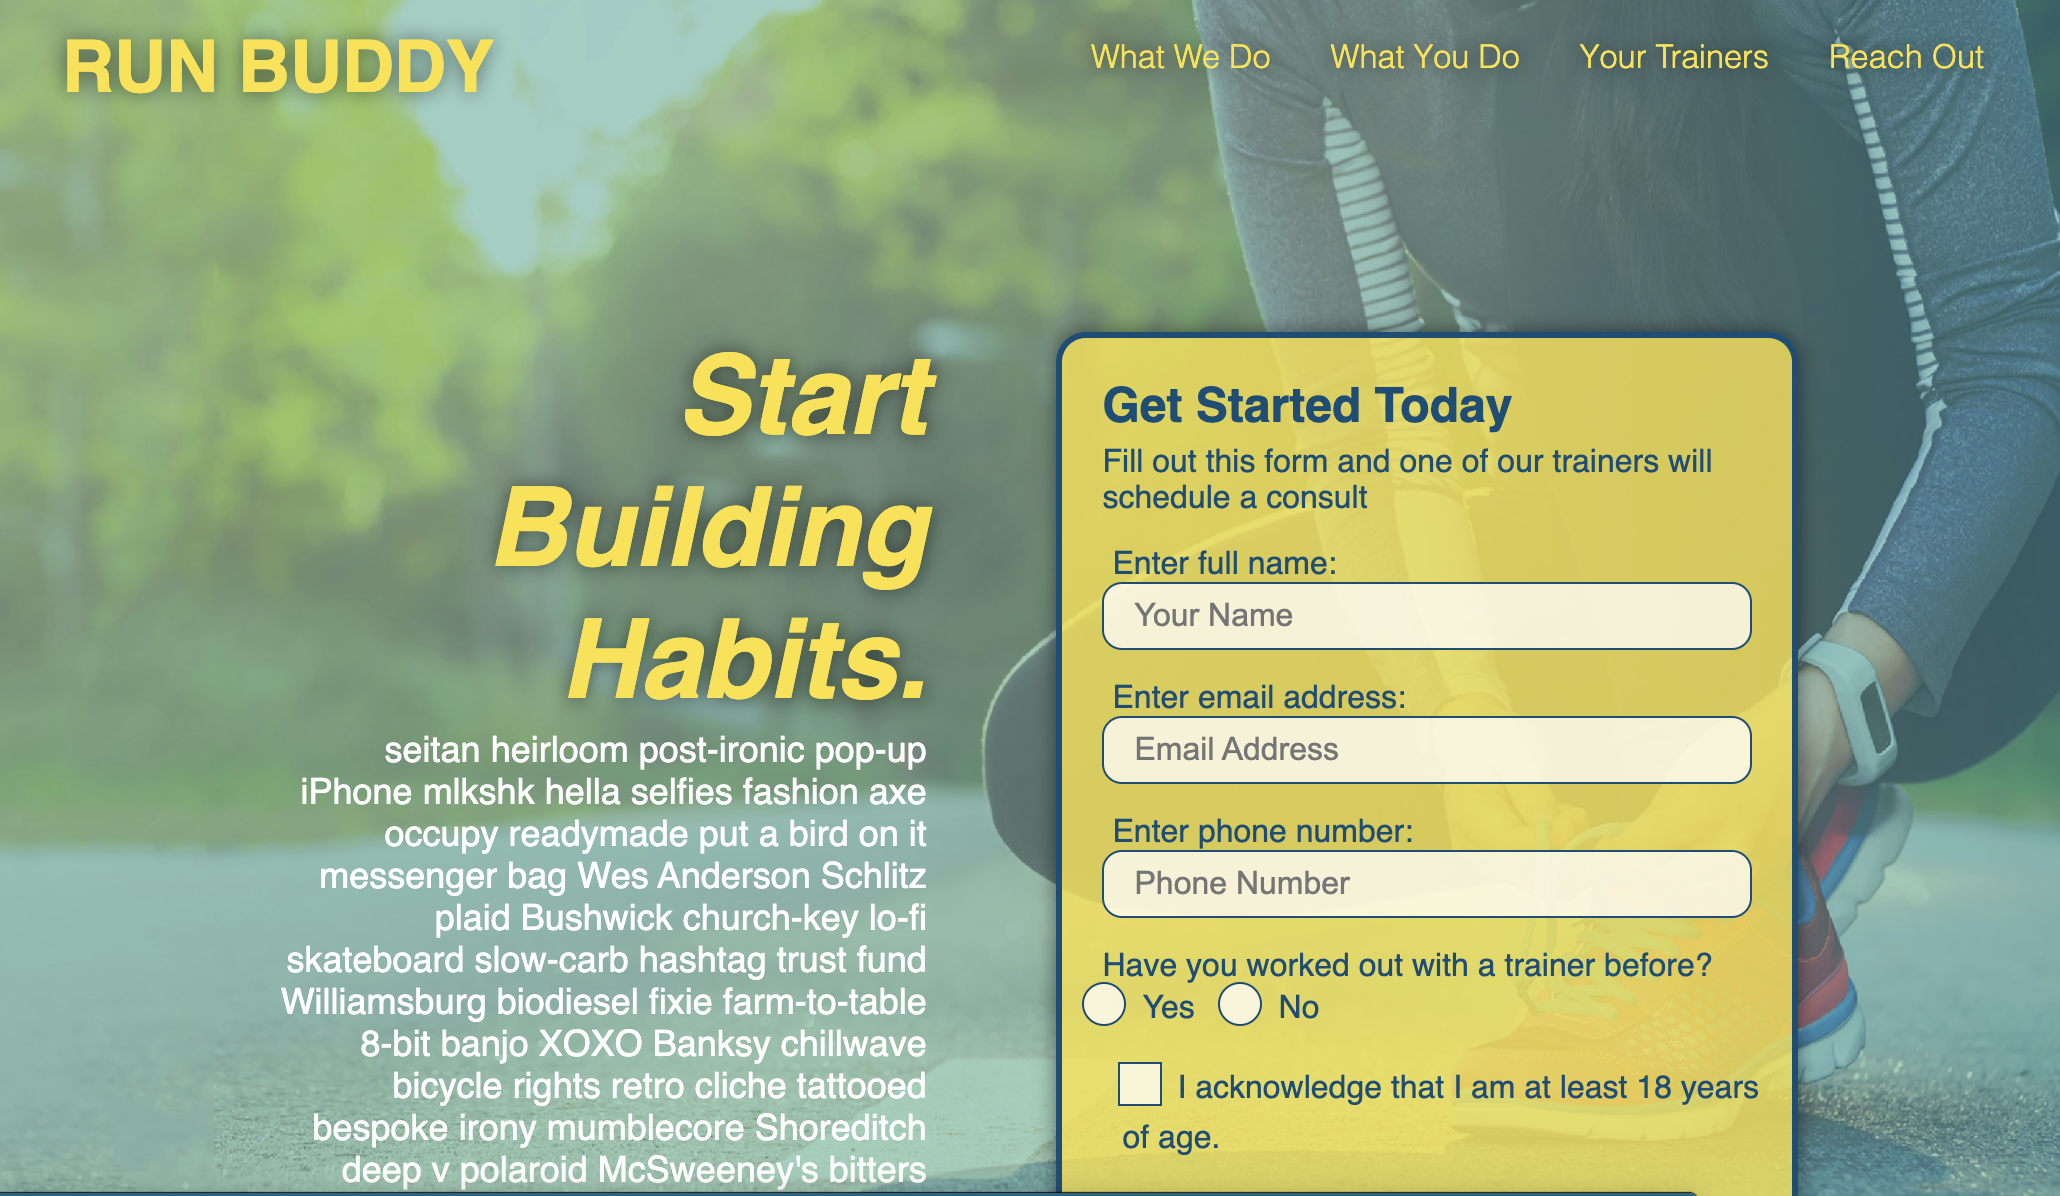 RUN BUDDY
What We Do
What You Do
Your Trainers
Reach Out
Start
Building
Habits.
seitan heirloom post-ironic pop-up
iPhone mlkshk hella selfies fashion axe
occupy readymade put a bird on it
messenger bag Wes Anderson Schlitz
plaid Bushwick church-key lo-fi
skateboard slow-carb hashtag trust fund
Williamsburg biodiesel fixie farm-to-table
8-bit banjo XOXO Banksy chillwave
bicycle rights retro cliche tattooed
bespoke irony mumblecore Shoreditch
deep v polaroid McSweeney's bitters
Get Started Today
Fill out this form and one of our trainers will
schedule a consult
Enter full name:
Your Name
Enter email address:
Email Address
Enter phone number:
Phone Number
Have you worked out with a trainer before?
Yes No
I acknowledge that I am at least 18 years
of age.